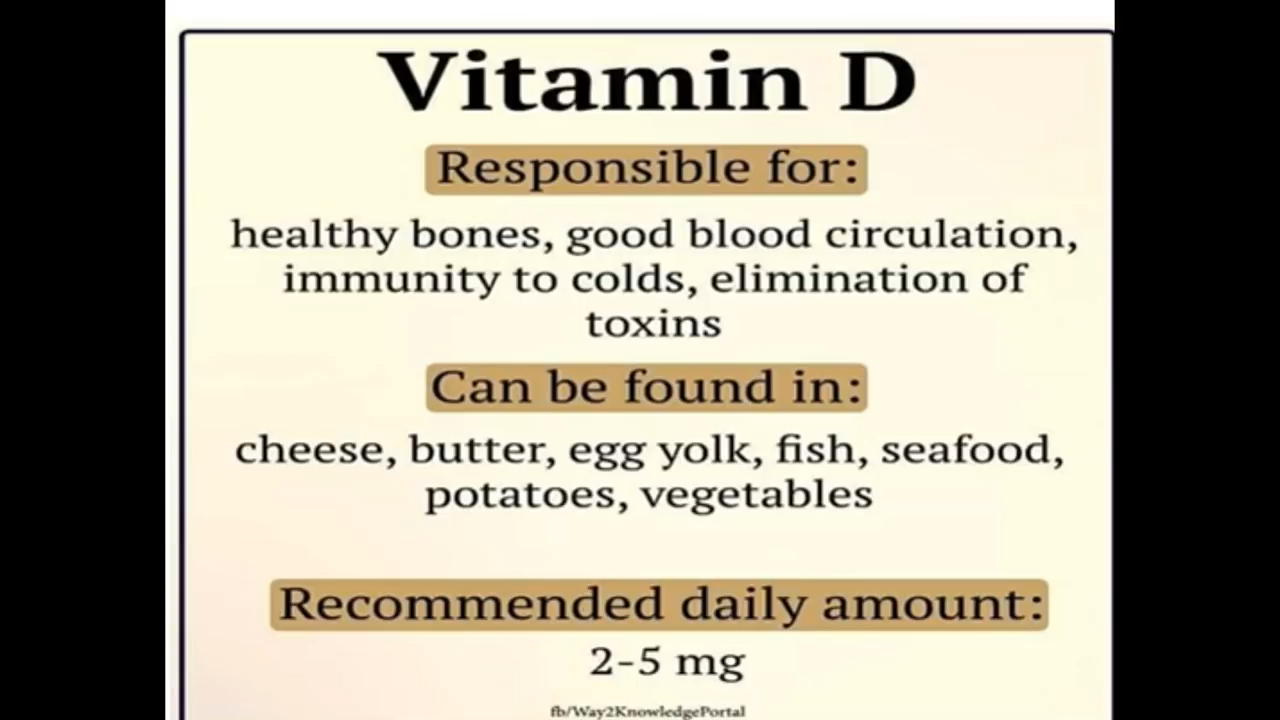 Vitamin D
Responsible for:
healthy bones, good blood circulation,
immunity to colds, elimination of
toxins
Can be found in:
cheese, butter, egg yolk, fish, seafood,
potatoes, vegetables
Recommended daily amount:
2-5 mg
fb/Way2KnowledgePortal